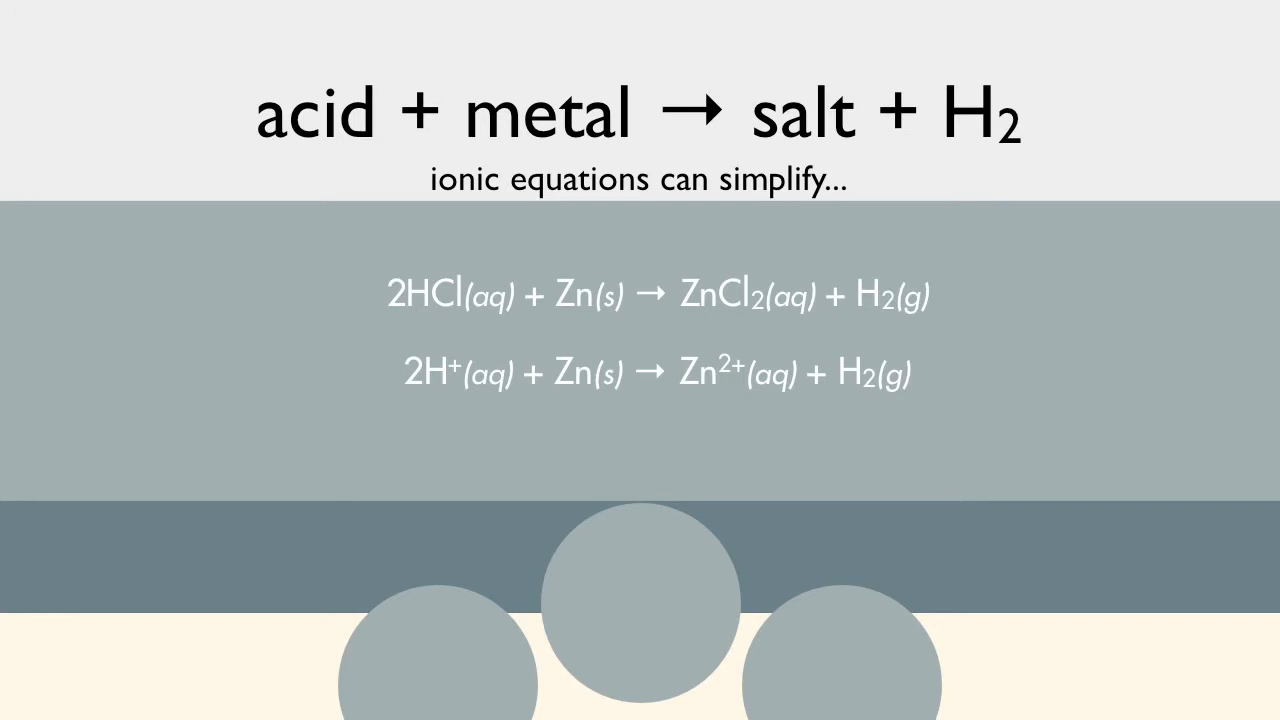 acid + metal → salt + H₂
ionic equations can simplify...
2HCl(aq) + Zn(s) → ZnCl₂(aq) + H₂(g)
2H⁺(aq) + Zn(s) → Zn²⁺(aq) + H₂(g)